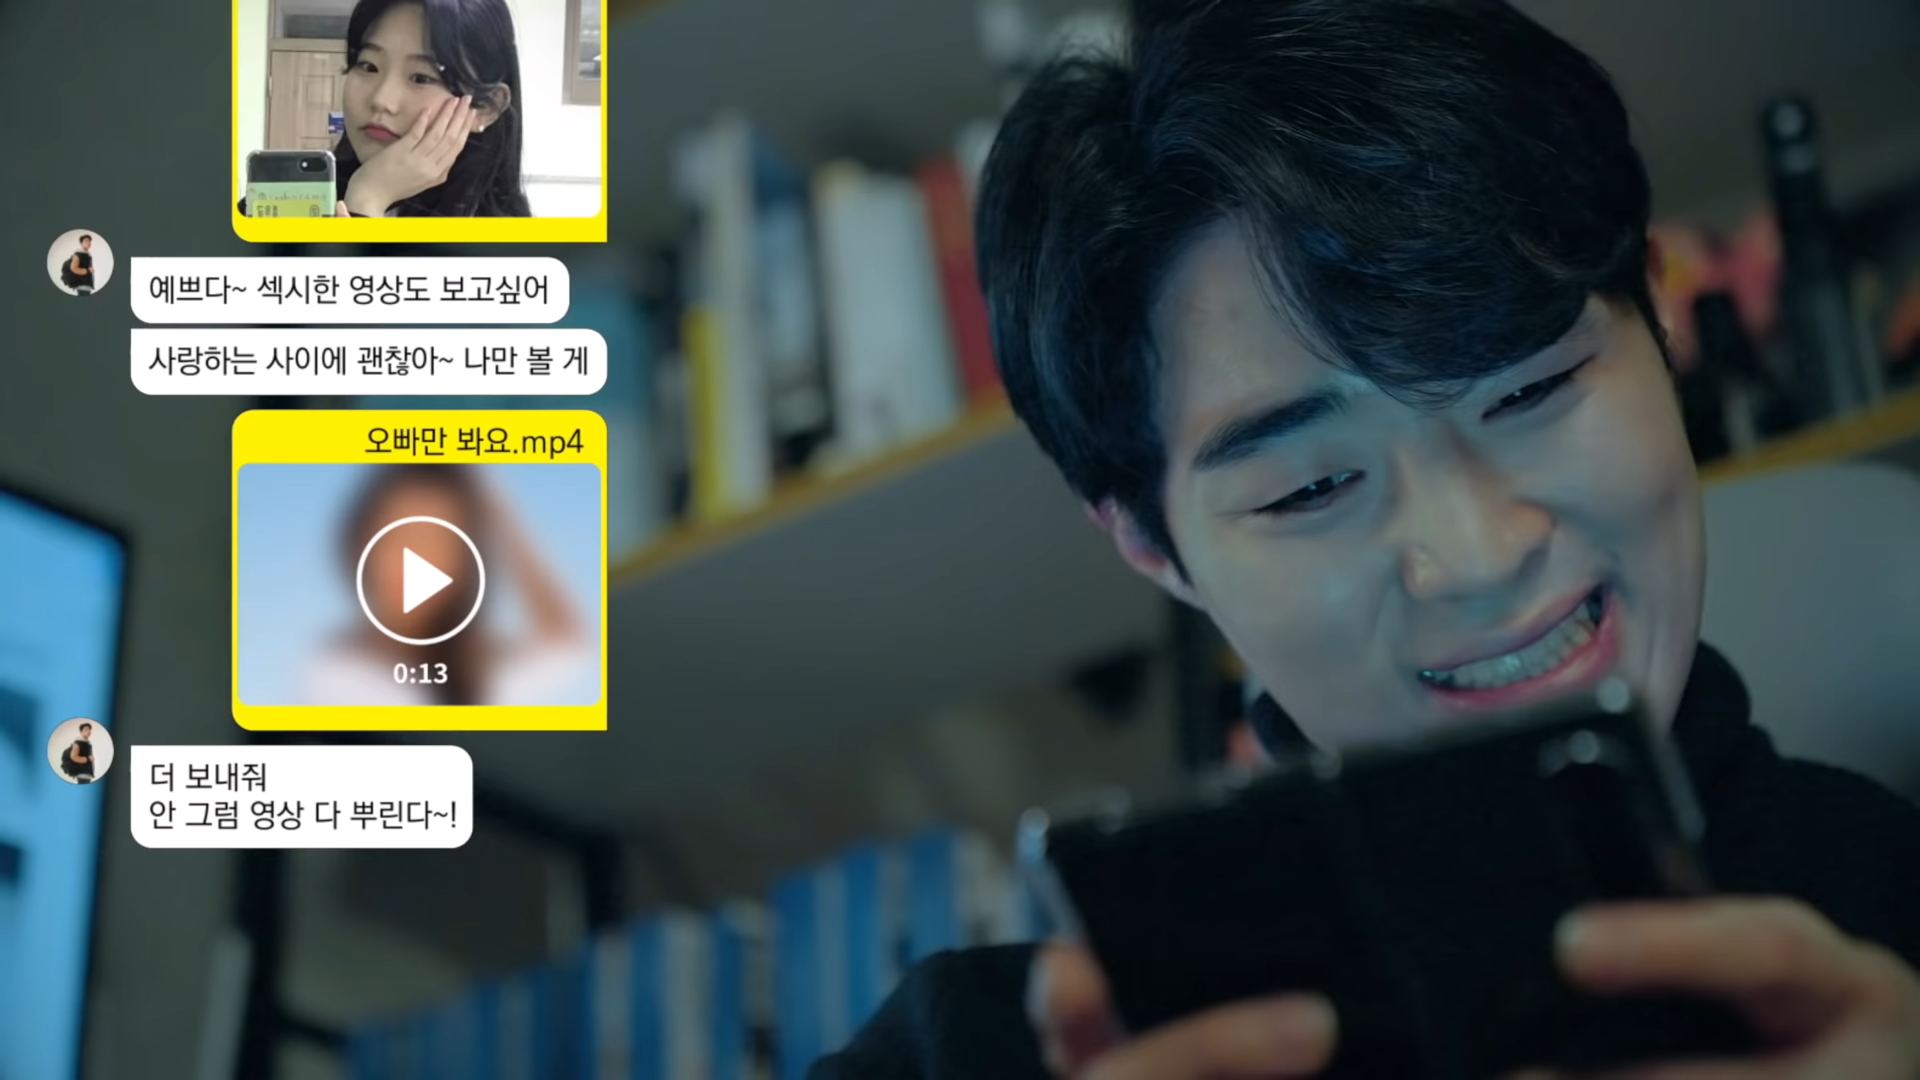 예쁘다~ 섹시한 영상도 보고싶어
사랑하는 사이에 괜찮아~ 나만 볼 게
오빠만 봐요.mp4
0:13
더 보내줘
안 그럼 영상 다 뿌린다~!